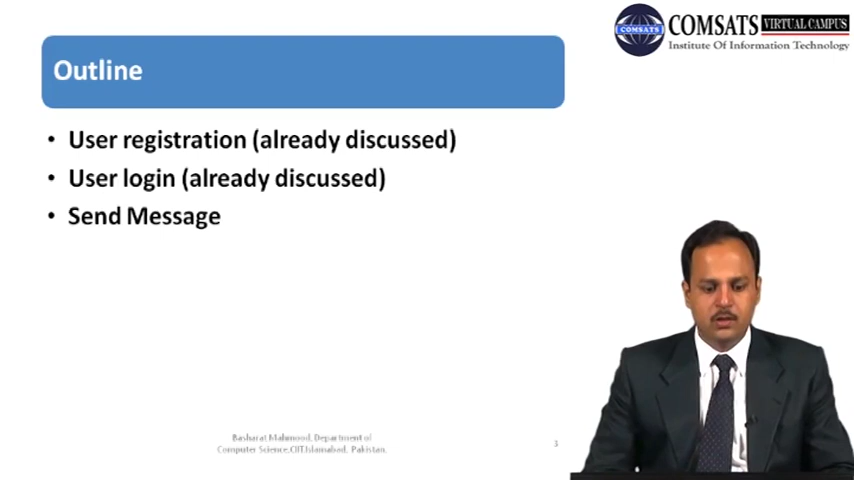 COMSATS VIRTUAL CAMPUS
COMSATS
Institute Of Information Technology
Outline
• User registration (already discussed)
• User login (already discussed)
• Send Message
Basharat Mahmood, Department of
Computer Science,CIIT,Islamabad, Pakistan.
3